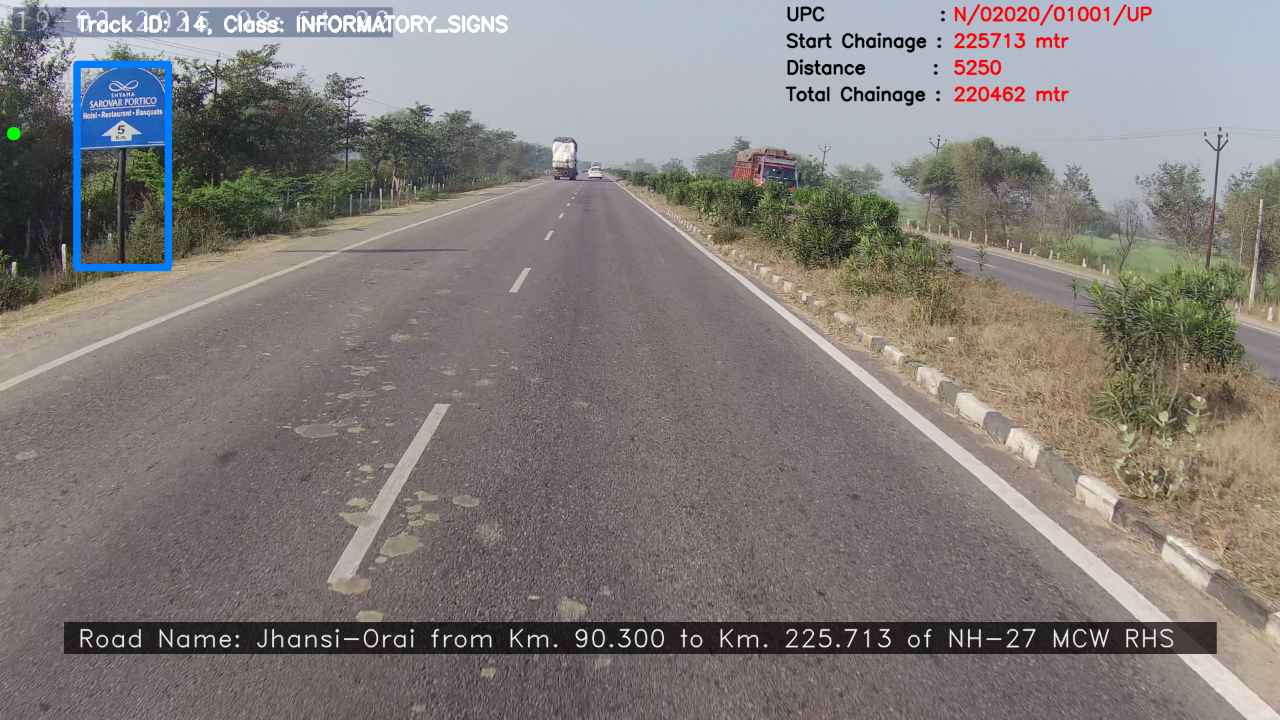 Track ID: 14, Class: INFORMATORY_SIGNS
UPC : N/02020/01001/UP
Start Chainage : 225713 mtr
Distance : 5250
Total Chainage : 220462 mtr
SHYAMA
SAROVAR PORTICO
Hotel - Restaurant - Banquets
5
Road Name: Jhansi-Orai from Km. 90.300 to Km. 225.713 of NH-27 MCW RHS